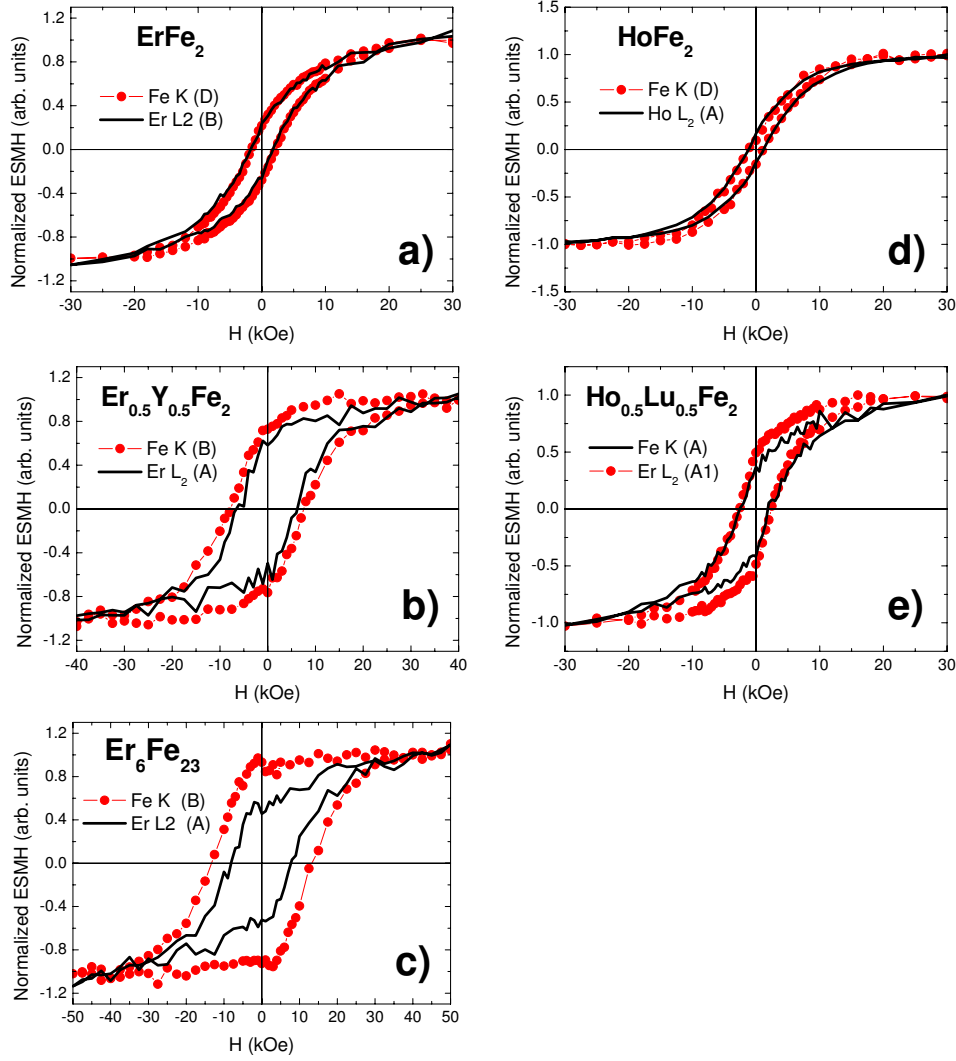 ErFe2
Fe K (D)
Er L2 (B)
Normalized ESMH (arb. units)
1.2
0.8
0.4
0.0
-0.4
-0.8
-1.2
-30 -20 -10 0 10 20 30
H (kOe)
a)
HoFe2
Fe K (D)
Ho L2 (A)
Normalized ESMH (arb. units)
1.5
1.0
0.5
0.0
-0.5
-1.0
-1.5
-30 -20 -10 0 10 20 30
H (kOe)
d)
Er0.5Y0.5Fe2
Fe K (B)
Er L2 (A)
Normalized ESMH (arb. units)
1.2
0.8
0.4
0.0
-0.4
-0.8
-1.2
-40 -30 -20 -10 0 10 20 30 40
H (kOe)
b)
Ho0.5Lu0.5Fe2
Fe K (A)
Er L2 (A1)
Normalized ESMH (arb. units)
1.0
0.5
0.0
-0.5
-1.0
-30 -20 -10 0 10 20 30
H (kOe)
e)
Er6Fe23
Fe K (B)
Er L2 (A)
Normalized ESMH (arb. units)
1.2
0.8
0.4
0.0
-0.4
-0.8
-1.2
-50 -40 -30 -20 -10 0 10 20 30 40 50
H (kOe)
c)